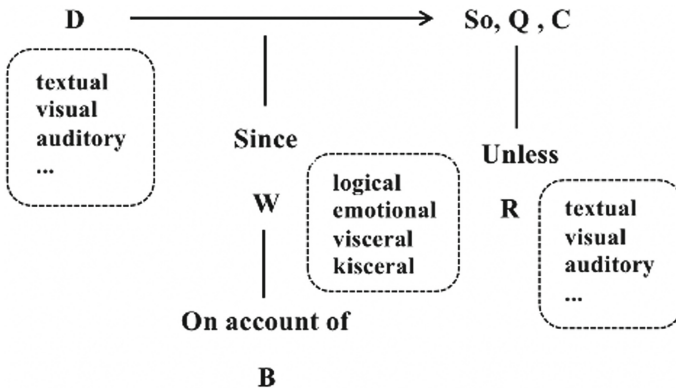 D
So, Q , C
textual
visual
auditory
...
Since
Unless
W
logical
emotional
visceral
kisceral
R
textual
visual
auditory
...
On account of
B